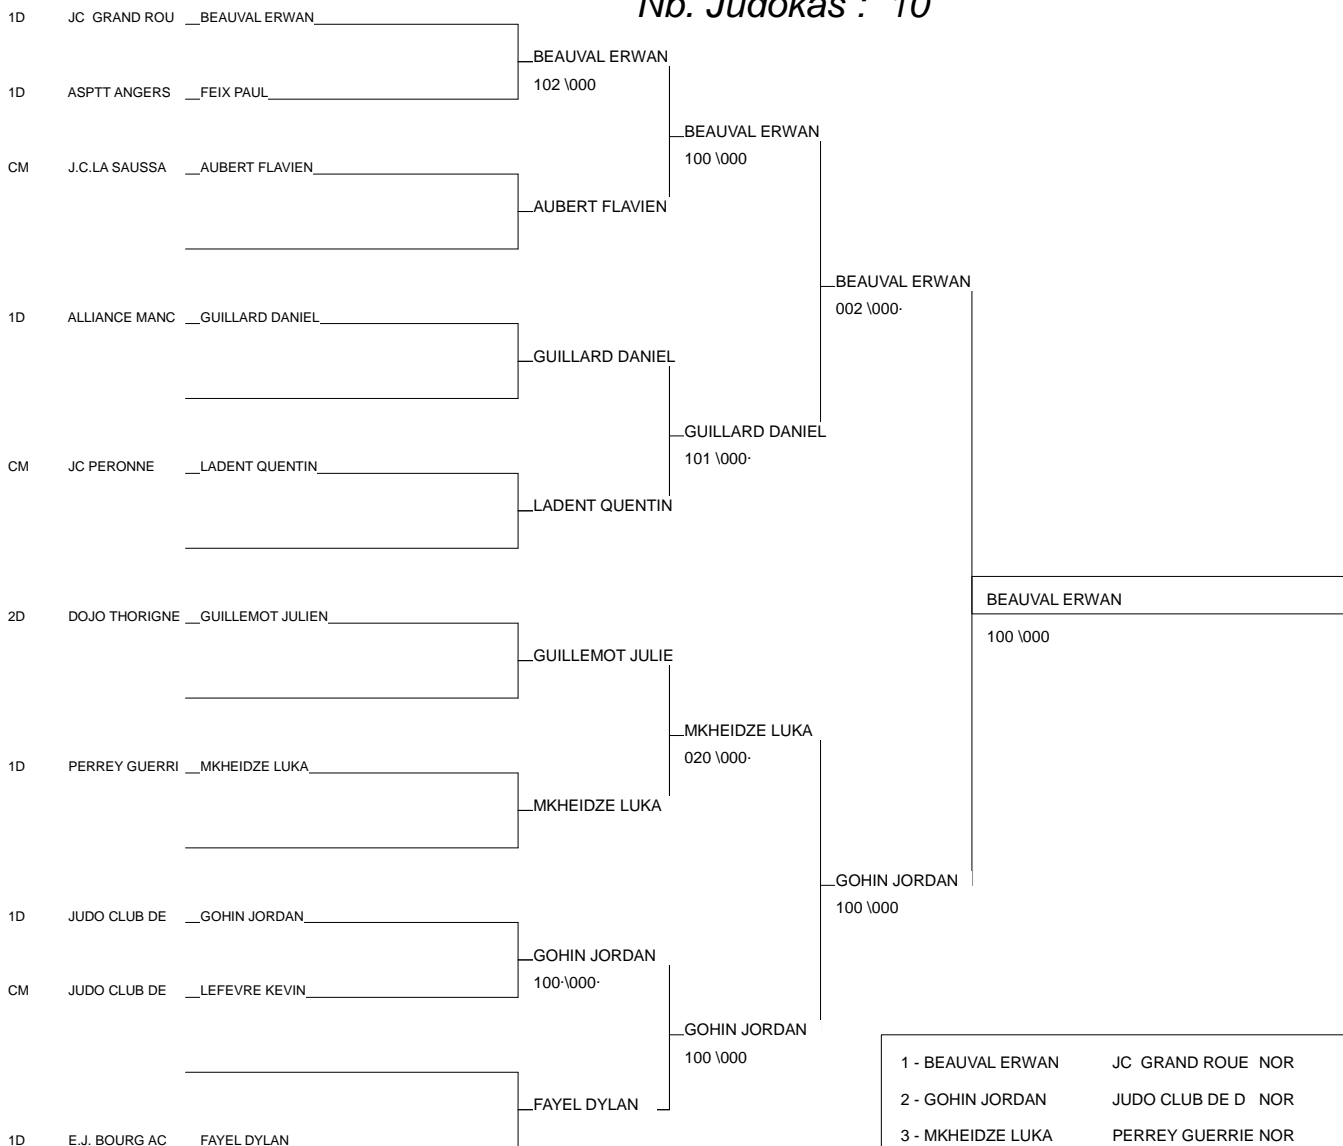 Nb. Judokas : 10
1D JC GRAND ROU BEAUVAL ERWAN
BEAUVAL ERWAN
102 \000
1D ASPTT ANGERS FEIX PAUL
BEAUVAL ERWAN
100 \000
CM J.C.LA SAUSSA AUBERT FLAVIEN
AUBERT FLAVIEN
BEAUVAL ERWAN
002 \000·
1D ALLIANCE MANC GUILLARD DANIEL
GUILLARD DANIEL
GUILLARD DANIEL
101 \000·
CM JC PERONNE LADENT QUENTIN
LADENT QUENTIN
BEAUVAL ERWAN
100 \000
2D DOJO THORIGNE GUILLEMOT JULIEN
GUILLEMOT JULIE
MKHEIDZE LUKA
020 \000·
1D PERREY GUERRI MKHEIDZE LUKA
MKHEIDZE LUKA
GOHIN JORDAN
100 \000
1D JUDO CLUB DE GOHIN JORDAN
GOHIN JORDAN
100·\000·
CM JUDO CLUB DE LEFEVRE KEVIN
GOHIN JORDAN
100 \000
FAYEL DYLAN
1D E.J. BOURG AC FAYEL DYLAN
1 - BEAUVAL ERWAN JC GRAND ROUE NOR
2 - GOHIN JORDAN JUDO CLUB DE D NOR
3 - MKHEIDZE LUKA PERREY GUERRIE NOR